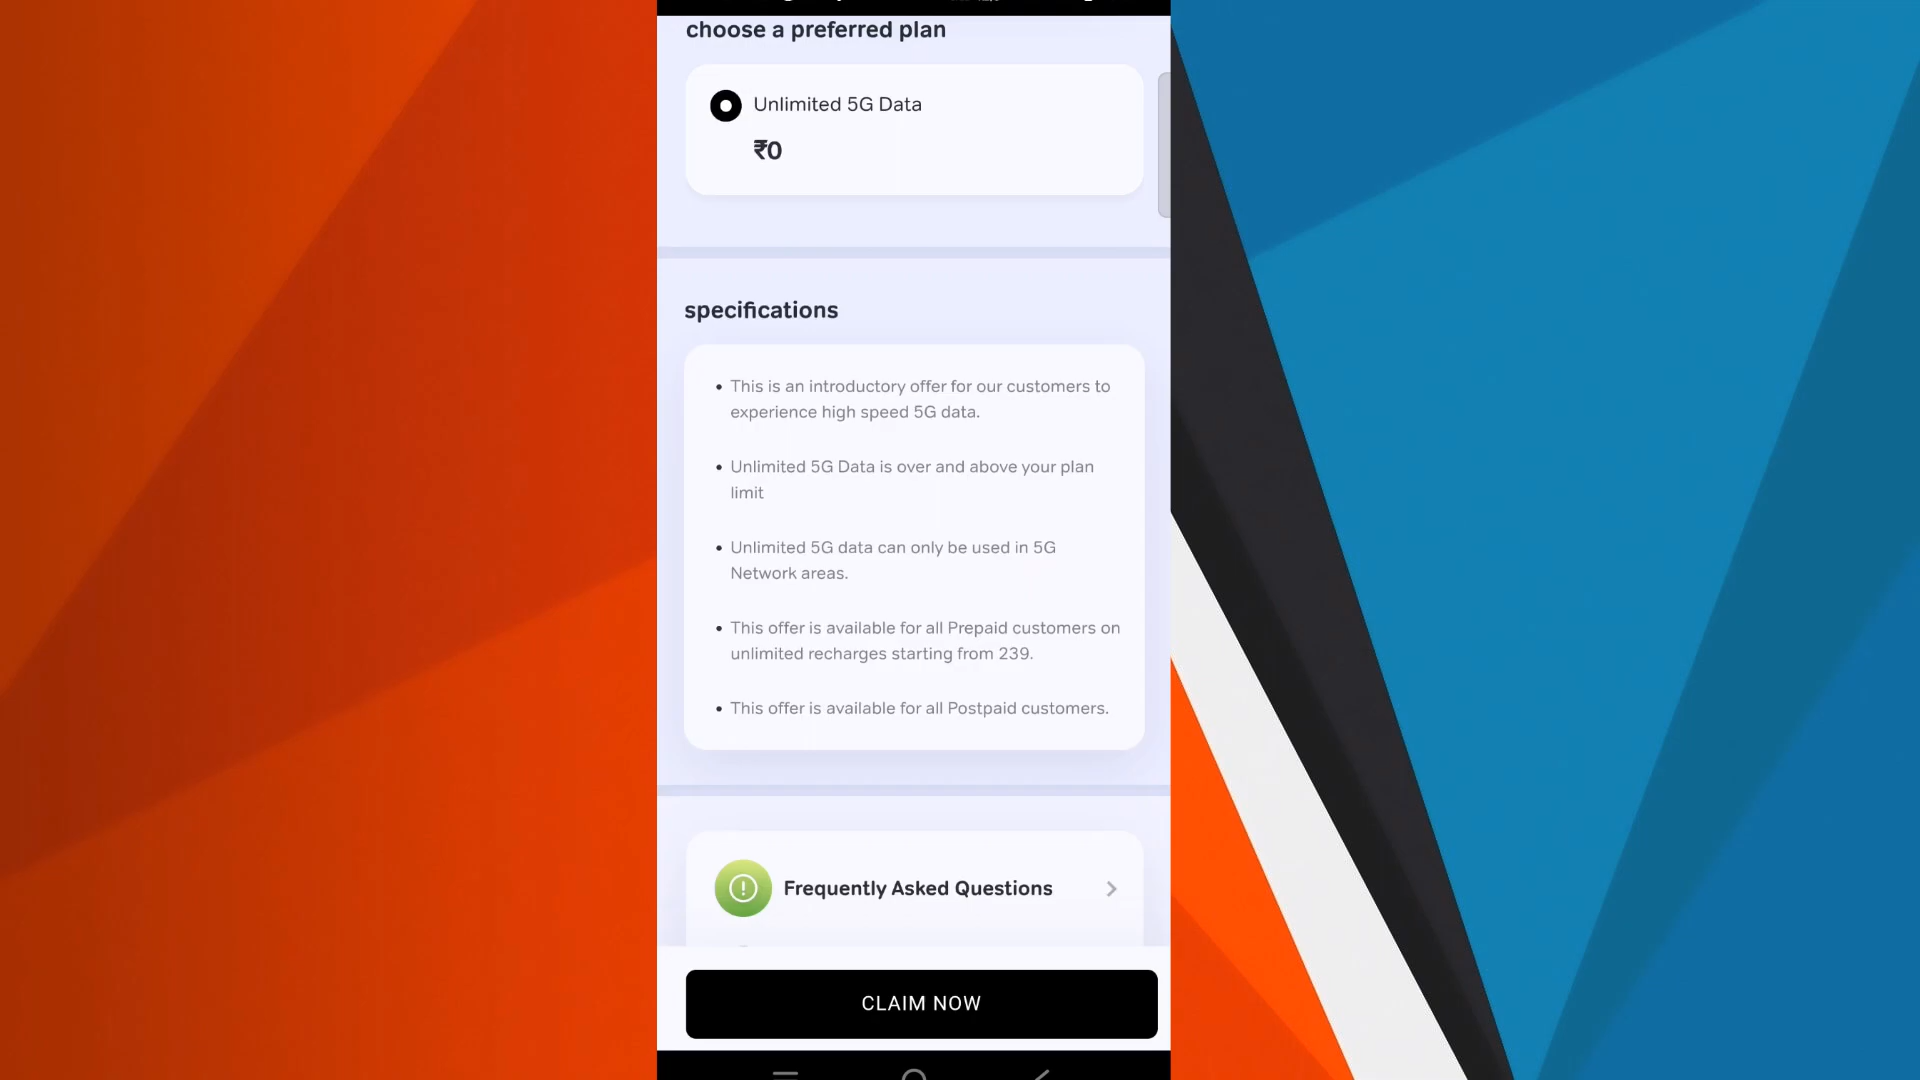 choose a preferred plan
Unlimited 5G Data
₹0
specifications
• This is an introductory offer for our customers to
experience high speed 5G data.
• Unlimited 5G Data is over and above your plan
limit
• Unlimited 5G data can only be used in 5G
Network areas.
• This offer is available for all Prepaid customers on
unlimited recharges starting from 239.
• This offer is available for all Postpaid customers.
Frequently Asked Questions
CLAIM NOW